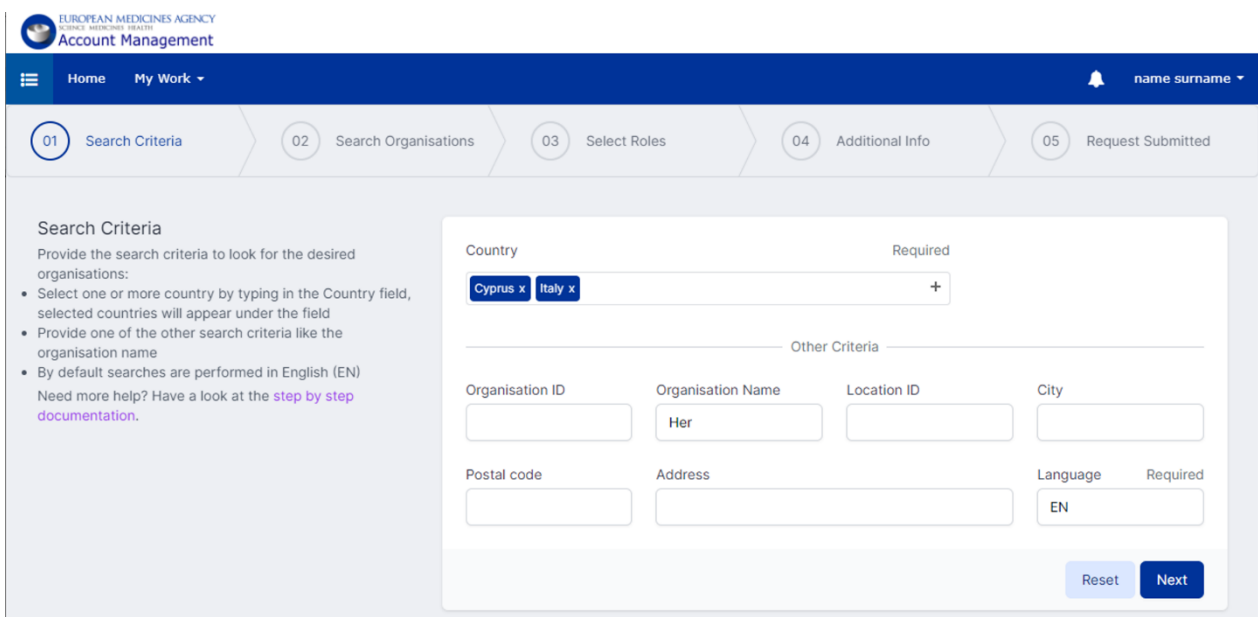 EUROPEAN MEDICINES AGENCY
SCIENCE MEDICINES HEALTH
Account Management
Home My Work name surname
01 Search Criteria 02 Search Organisations 03 Select Roles 04 Additional Info 05 Request Submitted
Search Criteria
Provide the search criteria to look for the desired
organisations:
• Select one or more country by typing in the Country field,
selected countries will appear under the field
• Provide one of the other search criteria like the
organisation name
• By default searches are performed in English (EN)
Need more help? Have a look at the step by step
documentation.
Country Required
Cyprus x Italy x +
Other Criteria
Organisation ID Organisation Name Location ID City
Her
Postal code Address Language Required
EN
Reset Next